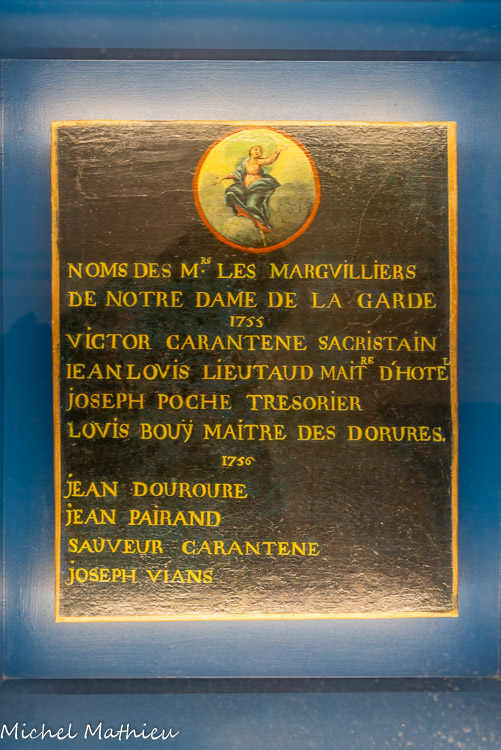 NOMS DES M.RS LES MARGVILLIERS
DE NOTRE DAME DE LA GARDE
1755
VICTOR CARANTENE SACRISTAIN
IEAN LOVIS LIEUTAUD MAITRE D'HOTEL
JOSEPH POCHE TRESORIER
LOVIS BOUŸ MAITRE DES DORURES.
1756
JEAN DOUROURE
JEAN PAIRAND
SAUVEUR CARANTENE
JOSEPH VIANS
Michel Mathieu